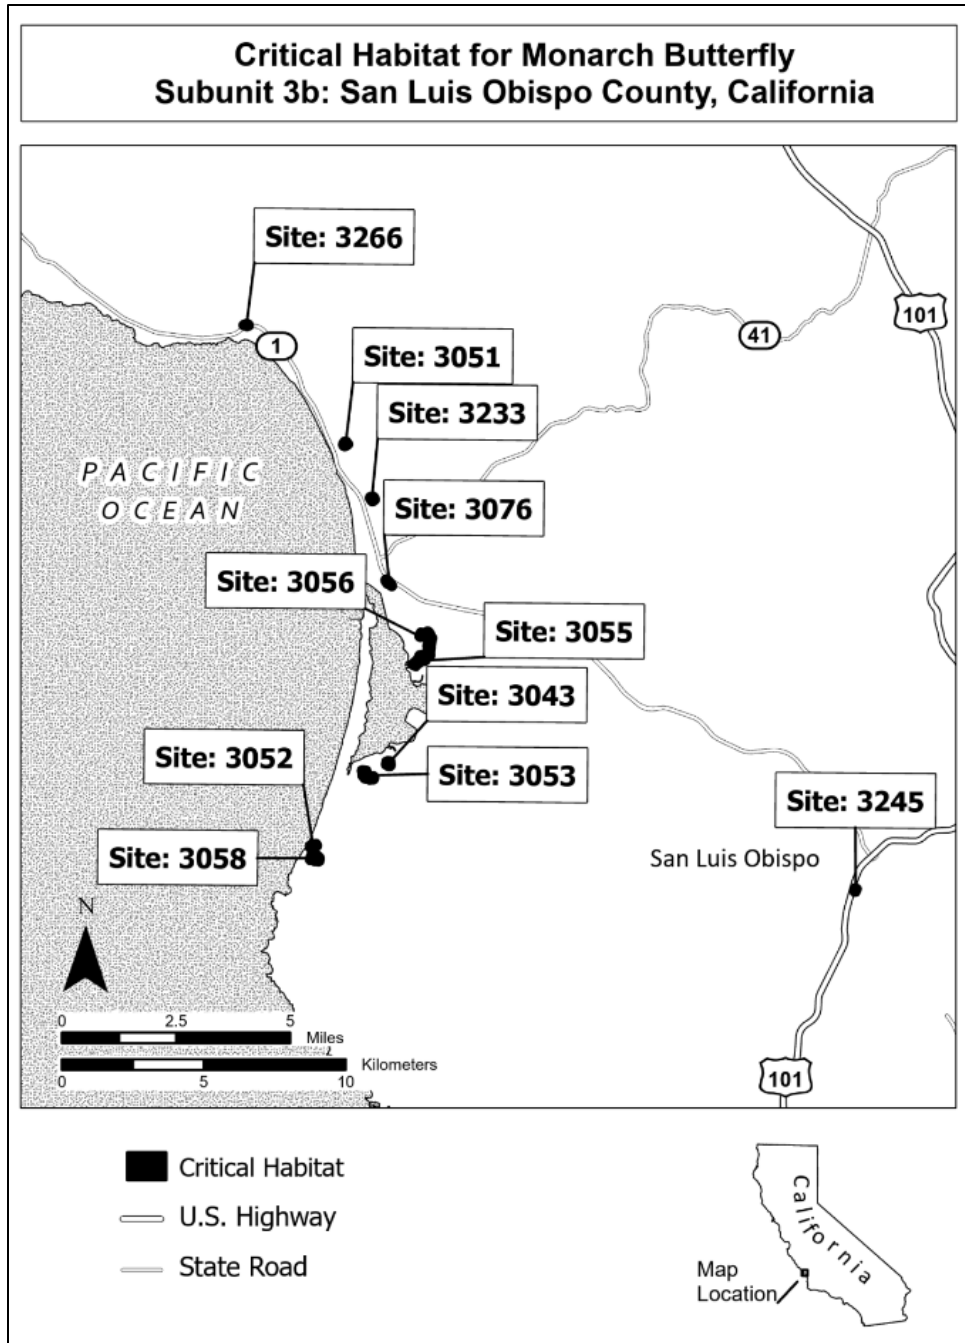 Critical Habitat for Monarch Butterfly
Subunit 3b: San Luis Obispo County, California
Site: 3266
101
1
41
Site: 3051
Site: 3233
PACIFIC
OCEAN
Site: 3076
Site: 3056
Site: 3055
Site: 3043
Site: 3052
Site: 3053
Site: 3245
Site: 3058
San Luis Obispo
N
0 2.5 5
Miles
Kilometers
0 5 10
101
Critical Habitat
U.S. Highway
State Road
California
Map
Location